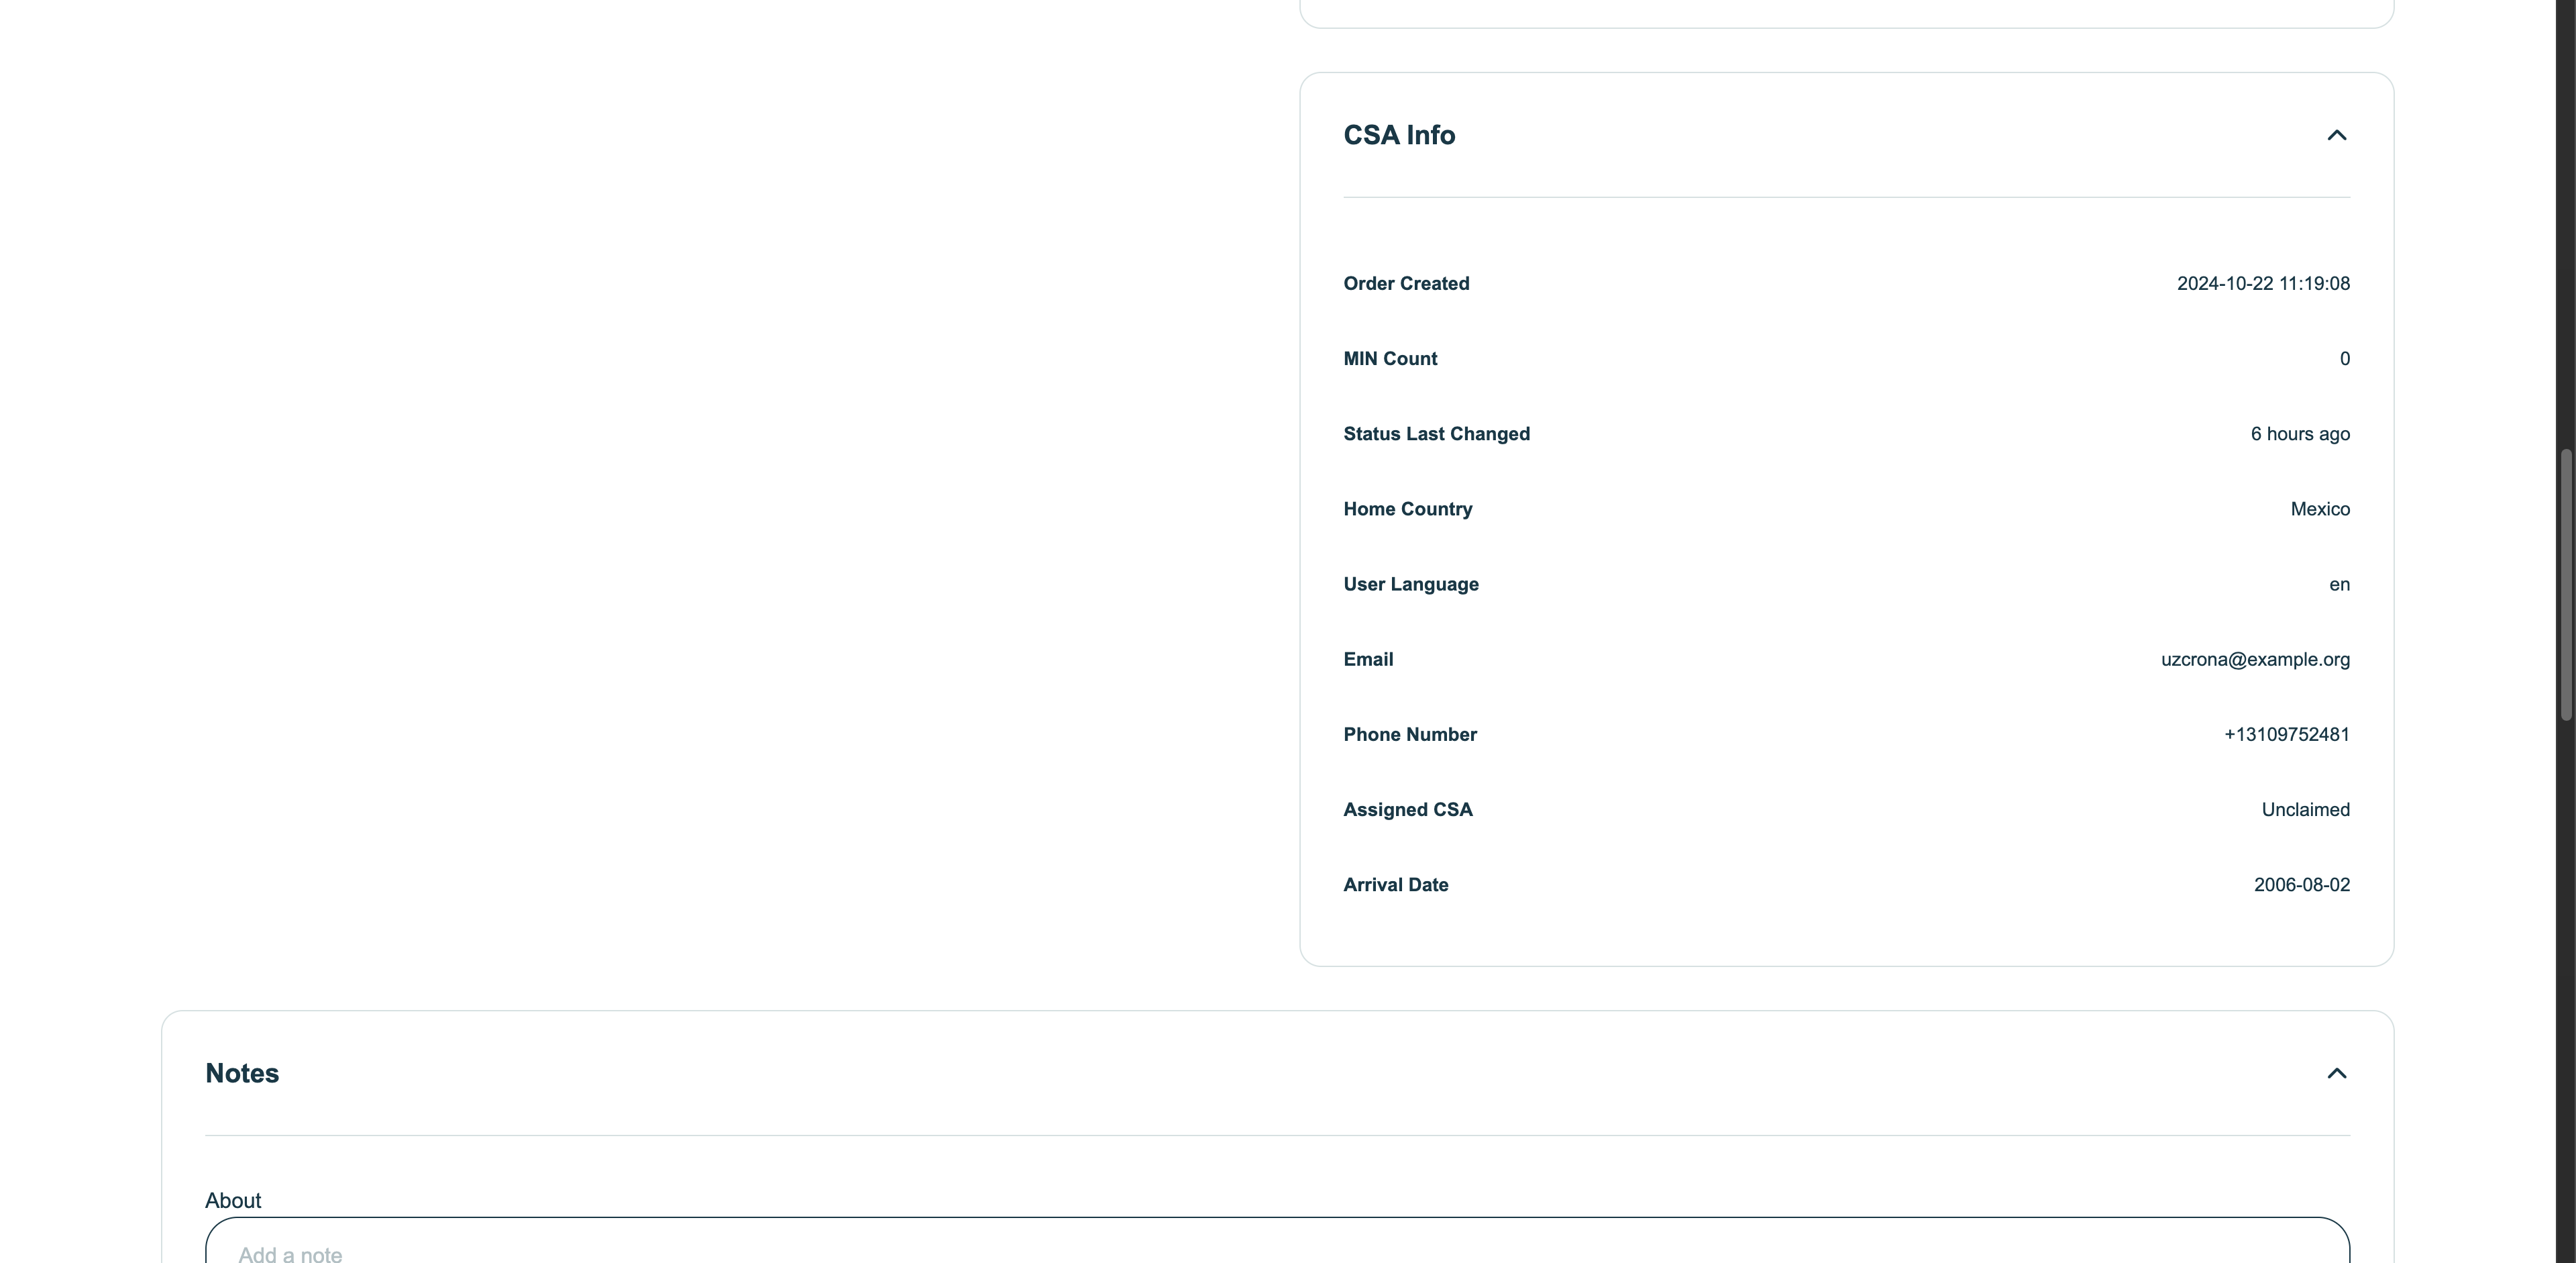 CSA Info
Order Created 2024-10-22 11:19:08
MIN Count 0
Status Last Changed 6 hours ago
Home Country Mexico
User Language en
Email uzcrona@example.org
Phone Number +13109752481
Assigned CSA Unclaimed
Arrival Date 2006-08-02
Notes
About
Add a note